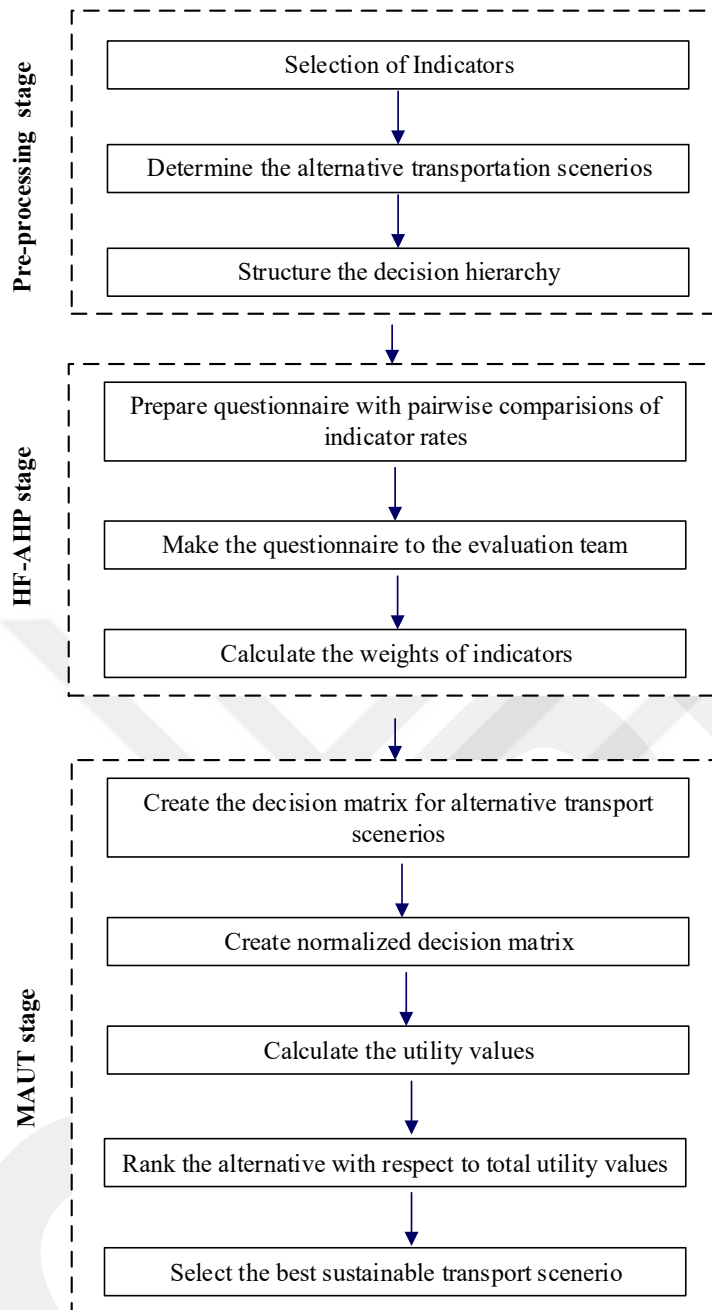 Pre-processing stage
Selection of Indicators
Determine the alternative transportation scenerios
Structure the decision hierarchy
HF-AHP stage
Prepare questionnaire with pairwise comparisions of
indicator rates
Make the questionnaire to the evaluation team
Calculate the weights of indicators
MAUT stage
Create the decision matrix for alternative transport
scenerios
Create normalized decision matrix
Calculate the utility values
Rank the alternative with respect to total utility values
Select the best sustainable transport scenerio